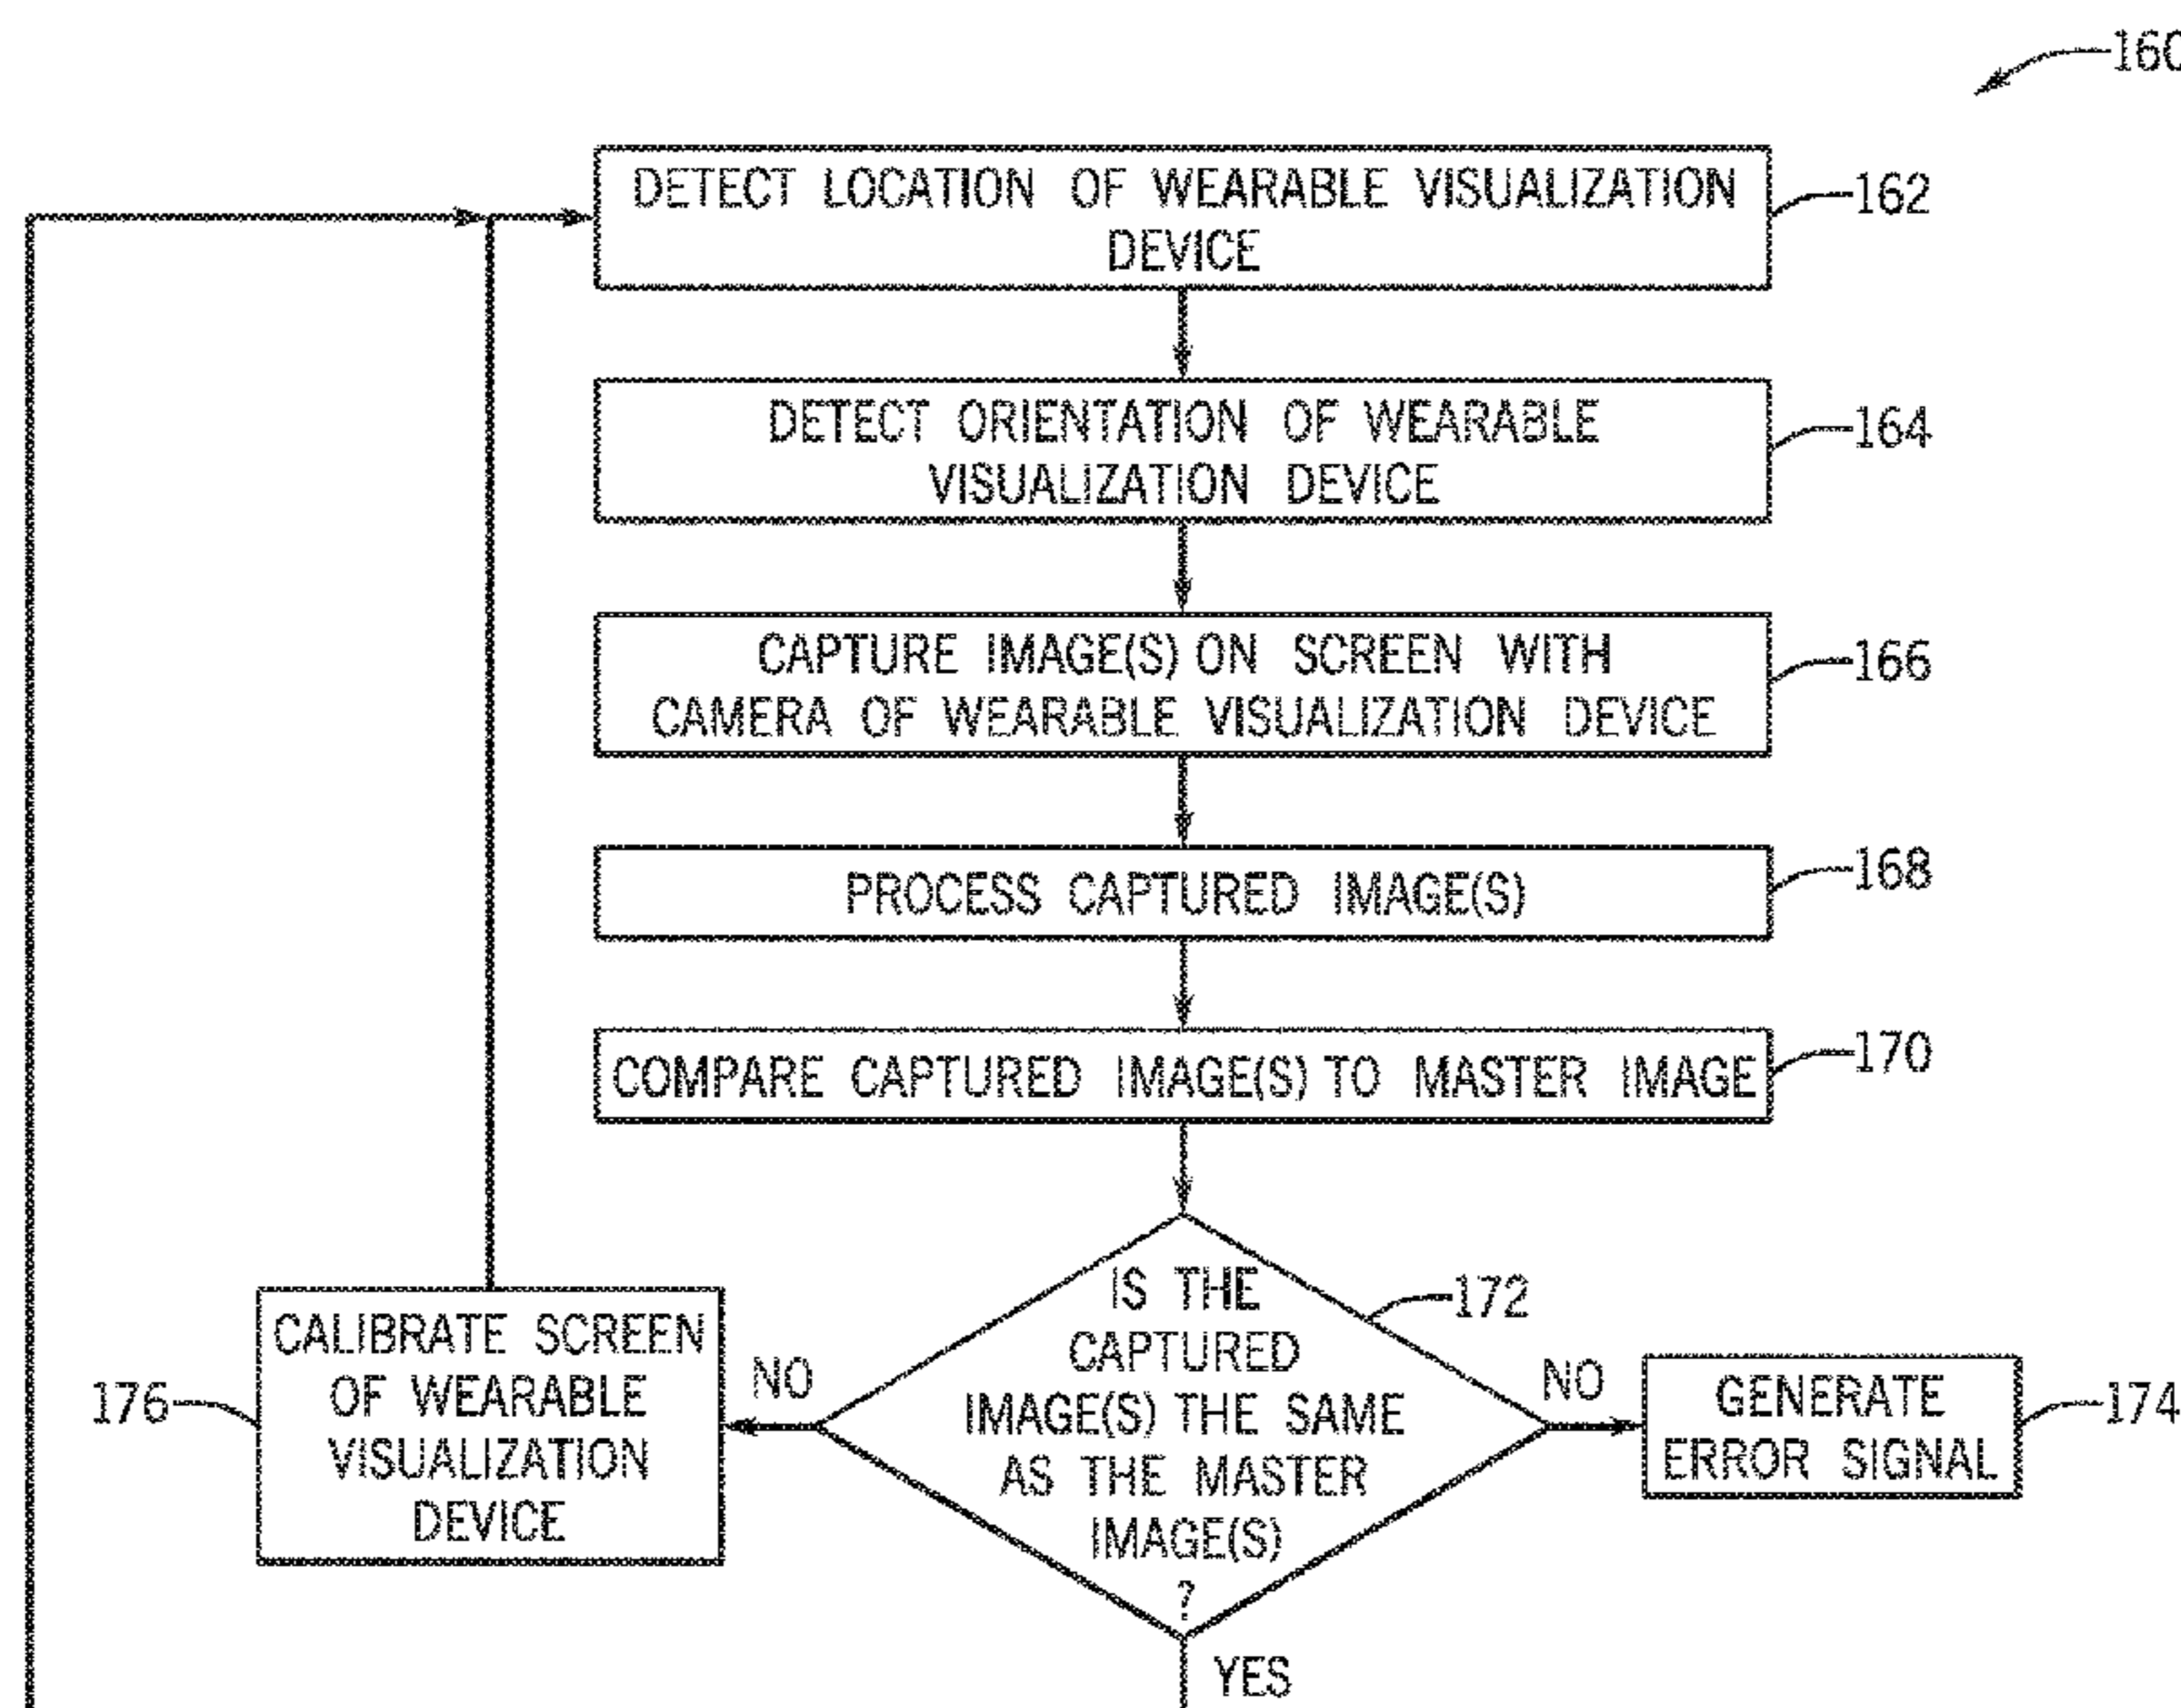 160
DETECT LOCATION OF WEARABLE VISUALIZATION
DEVICE
162
DETECT ORIENTATION OF WEARABLE
VISUALIZATION DEVICE
164
CAPTURE IMAGE(S) ON SCREEN WITH
CAMERA OF WEARABLE VISUALIZATION DEVICE
166
PROCESS CAPTURED IMAGE(S)
168
COMPARE CAPTURED IMAGE(S) TO MASTER IMAGE
170
IS THE
CAPTURED
IMAGE(S) THE SAME
AS THE MASTER
IMAGE(S)
?
172
NO
CALIBRATE SCREEN
OF WEARABLE
VISUALIZATION
DEVICE
176
NO
GENERATE
ERROR SIGNAL
174
YES